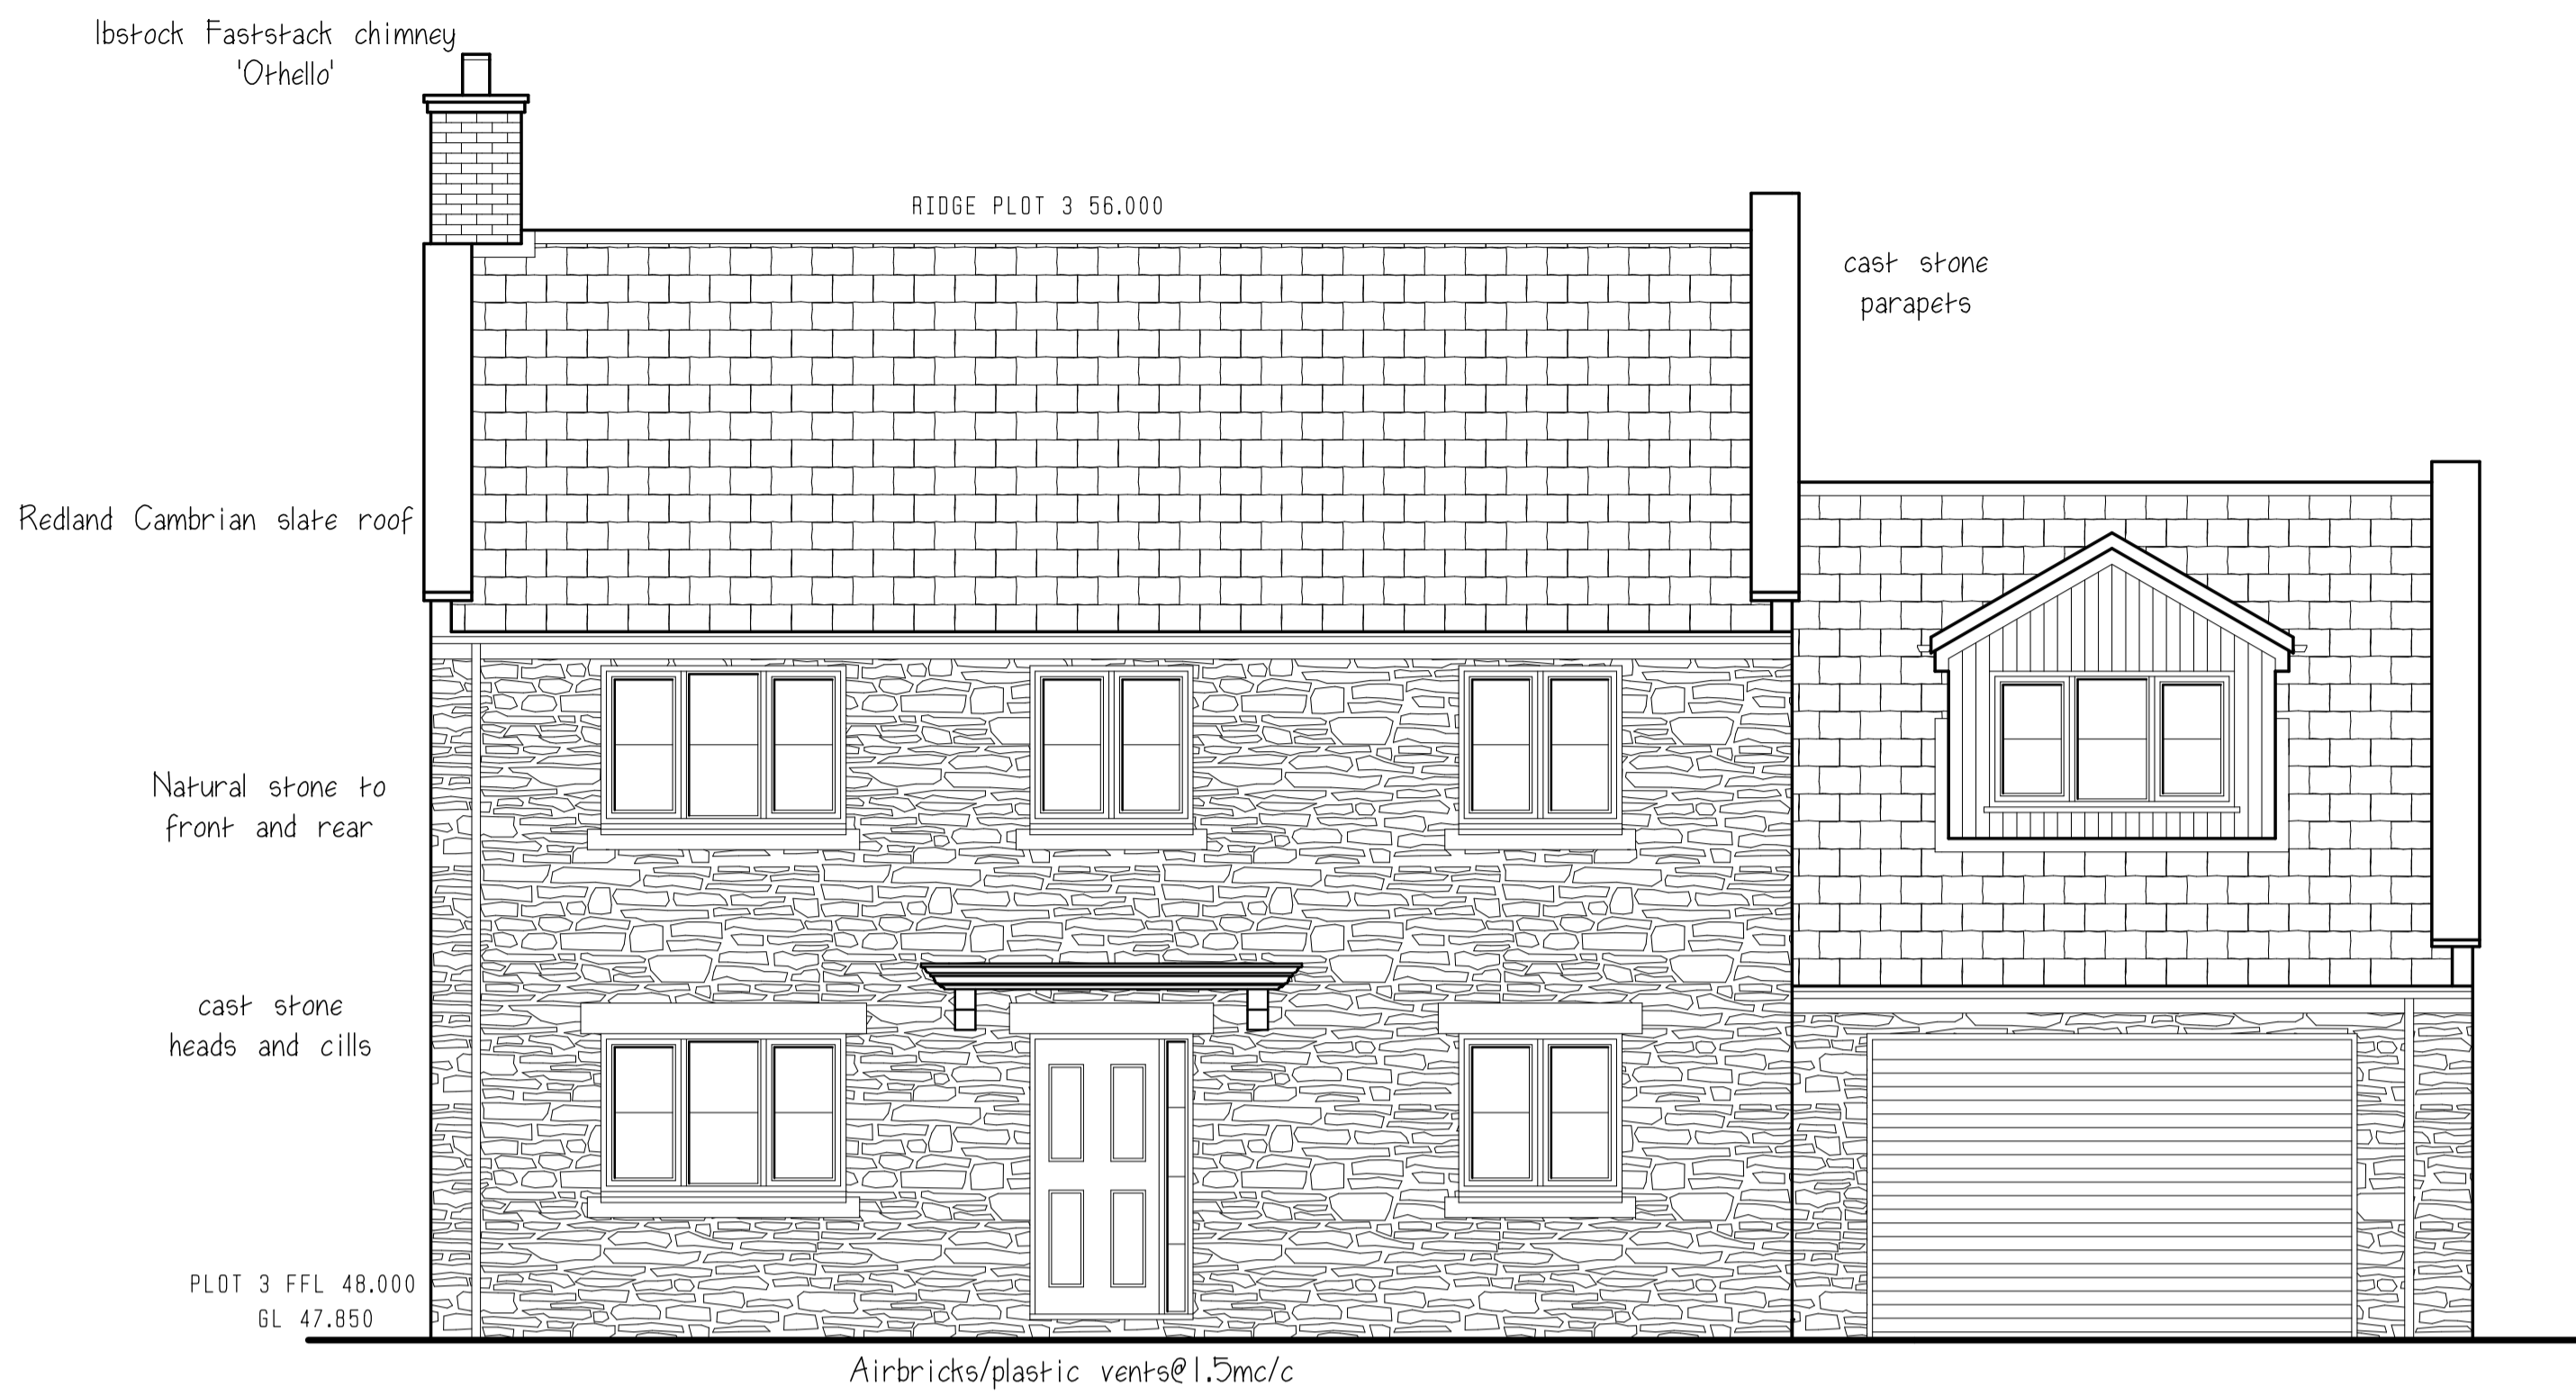 Ibstock Faststack chimney
'Othello'
RIDGE PLOT 3 56.000
cast stone
parapets
Redland Cambrian slate roof
Natural stone to
front and rear
cast stone
heads and cills
PLOT 3 FFL 48.000
GL 47.850
Airbricks/plastic vents@1.5mc/c